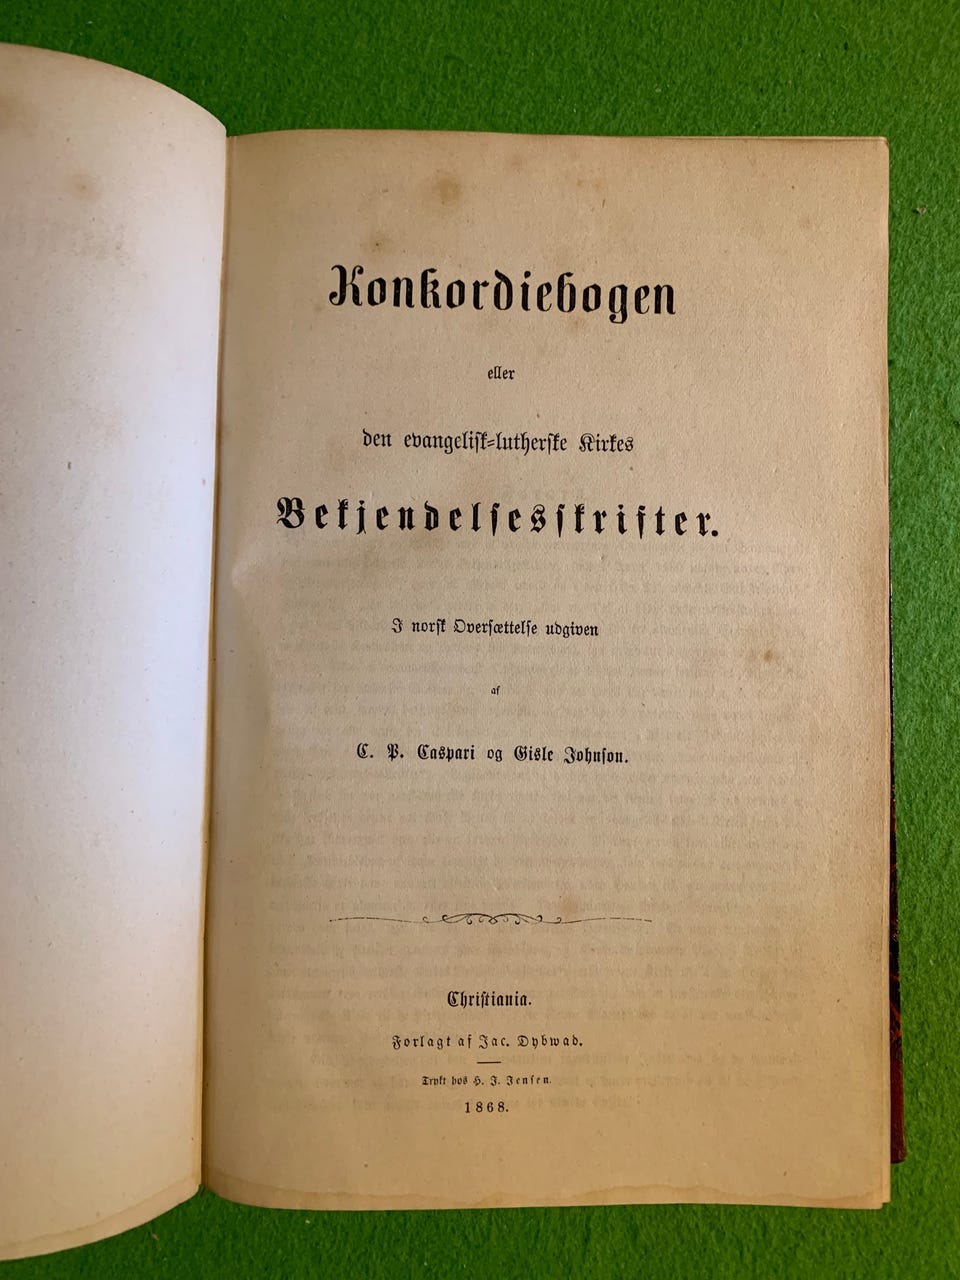 Konkordiebogen
eller
den evangelisk-lutherske Kirkes
Bekjendelsesskrifter.
I norsk Oversættelse udgiven
af
C. P. Caspari og Gisle Johnson.
Christiania.
Forlagt af Jac. Dybwad.
Trykt hos H. J. Jensen.
1868.